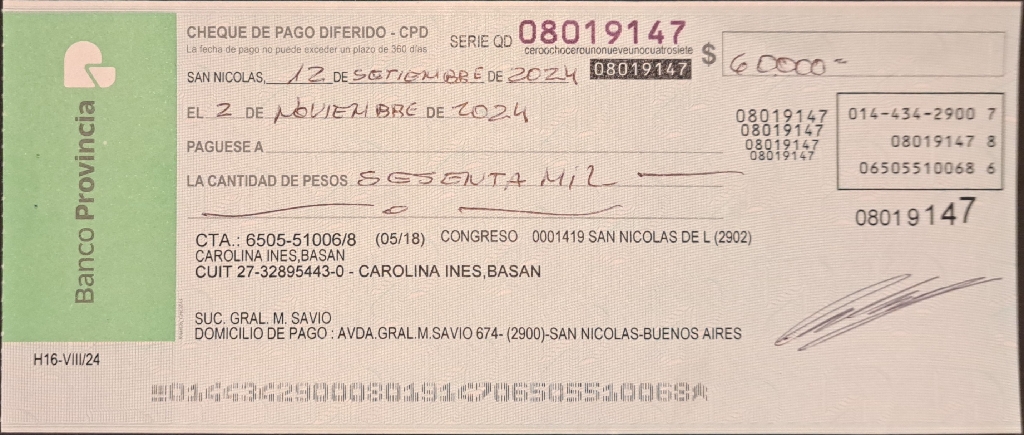 Banco Provincia
CHEQUE DE PAGO DIFERIDO - CPD
La fecha de pago no puede exceder un plazo de 360 días
SERIE QD 08019147
ceroochocerounonueveunocuatrosiete
08019147
$ 60000-
SAN NICOLAS, 12 DE SETIEMBRE DE 2024
EL 2 DE NOVIEMBRE DE 2024
PAGUESE A
LA CANTIDAD DE PESOS SESENTA MIL
08019147
08019147
08019147
08019147
014-434-2900 7
08019147 8
06505510068 6
08019147
CTA.: 6505-51006/8 (05/18) CONGRESO 0001419 SAN NICOLAS DE L (2902)
CAROLINA INES,BASAN
CUIT 27-32895443-0 - CAROLINA INES,BASAN
SUC. GRAL. M. SAVIO
DOMICILIO DE PAGO : AVDA.GRAL.M.SAVIO 674- (2900)-SAN NICOLAS-BUENOS AIRES
H16-VIII/24
01443429000801914706505510068